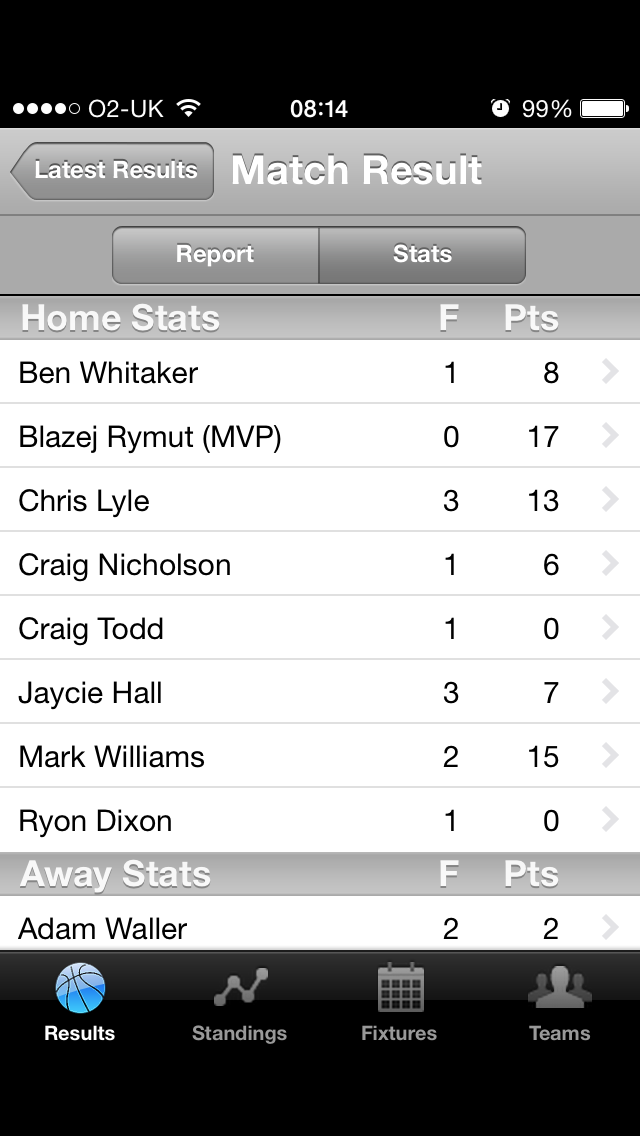 O2-UK 08:14 99%
Latest Results Match Result
Report Stats
Home Stats F Pts
Ben Whitaker 1 8
Blazej Rymut (MVP) 0 17
Chris Lyle 3 13
Craig Nicholson 1 6
Craig Todd 1 0
Jaycie Hall 3 7
Mark Williams 2 15
Ryon Dixon 1 0
Away Stats F Pts
Adam Waller 2 2
Results Standings Fixtures Teams